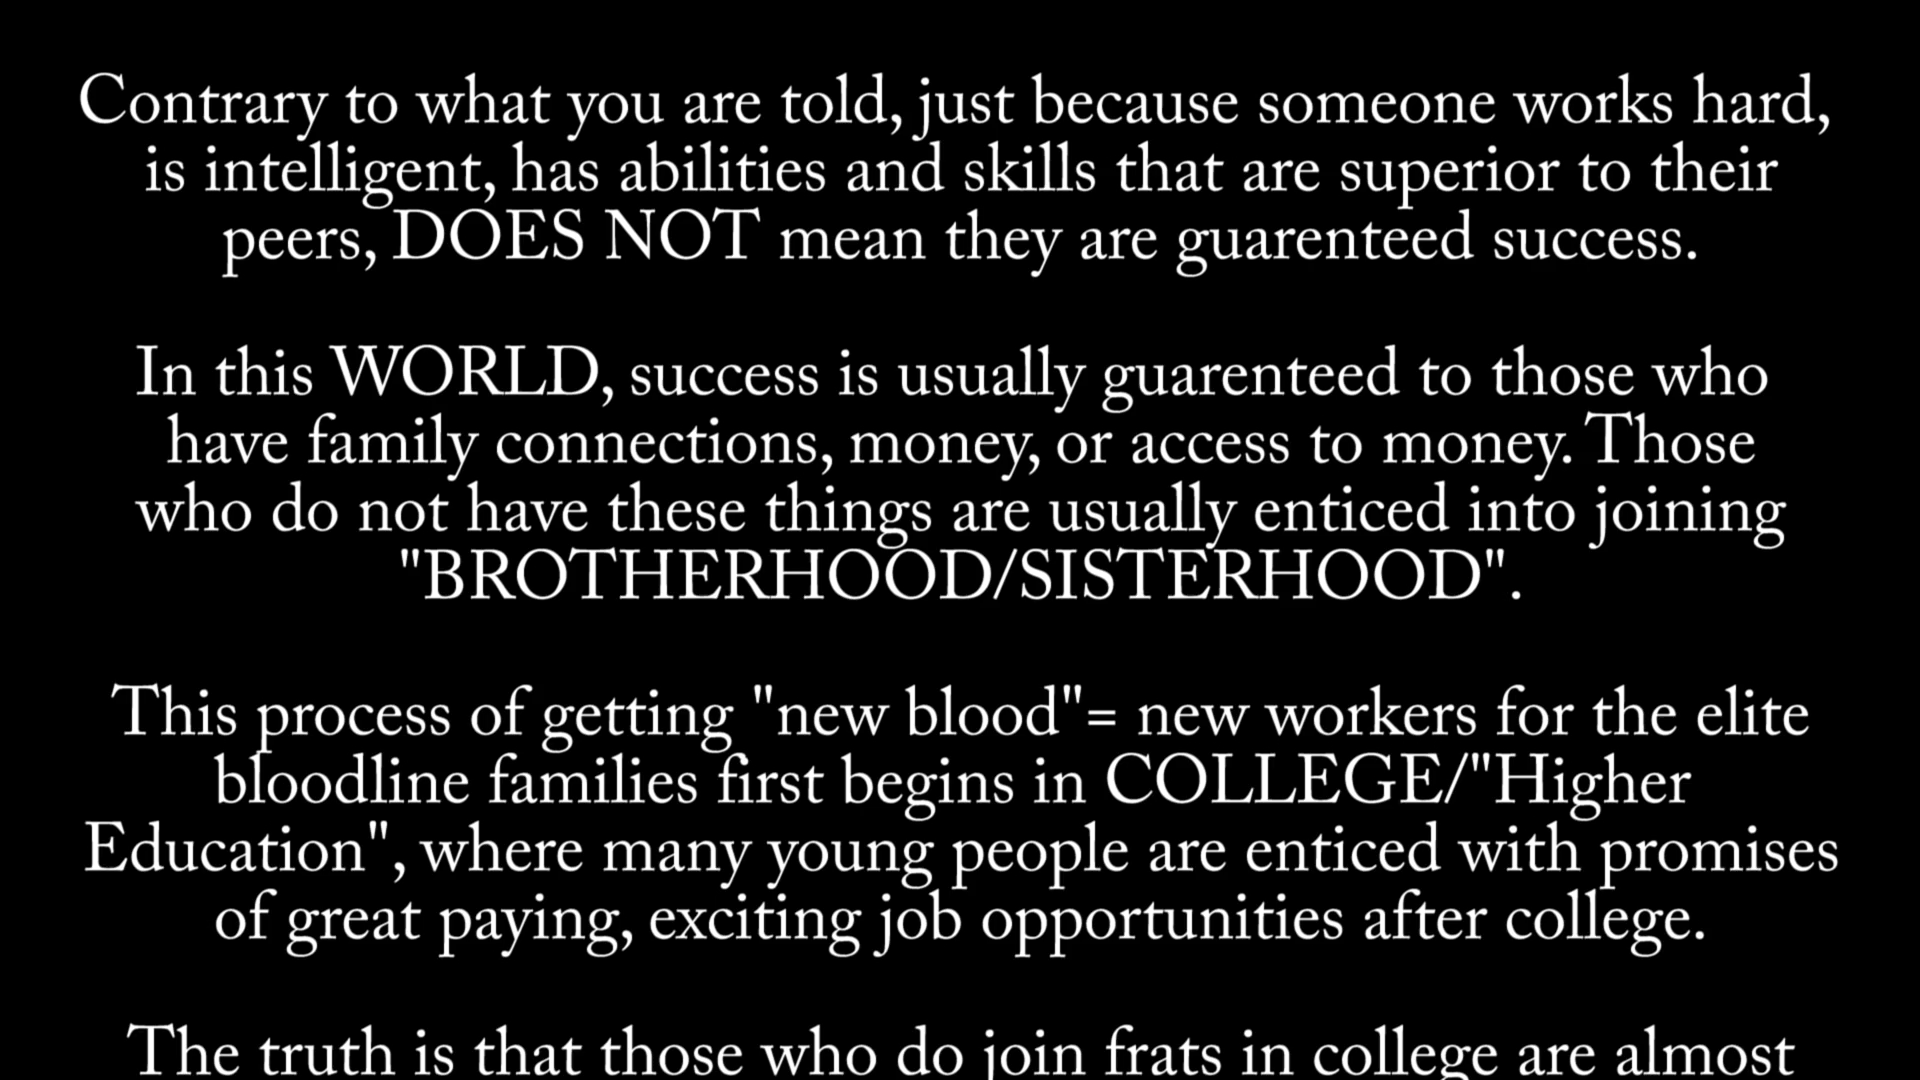 Contrary to what you are told, just because someone works hard,
is intelligent, has abilities and skills that are superior to their
peers, DOES NOT mean they are guarenteed success.
In this WORLD, success is usually guarenteed to those who
have family connections, money, or access to money. Those
who do not have these things are usually enticed into joining
"BROTHERHOOD/SISTERHOOD".
This process of getting "new blood"= new workers for the elite
bloodline families first begins in COLLEGE/"Higher
Education", where many young people are enticed with promises
of great paying, exciting job opportunities after college.
The truth is that those who do join frats in college are almost